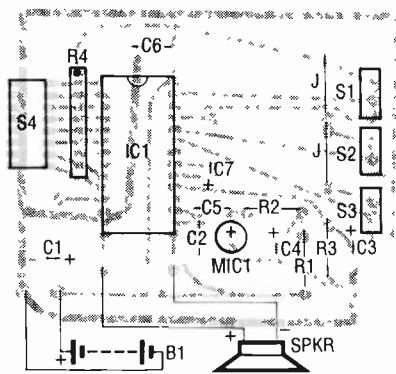 C6
R4
J
S1
S4
IC1
J
S2
IC7
S3
C5
R2
C1
C2
C4
R3
IC3
MIC1
R1
B1
SPKR